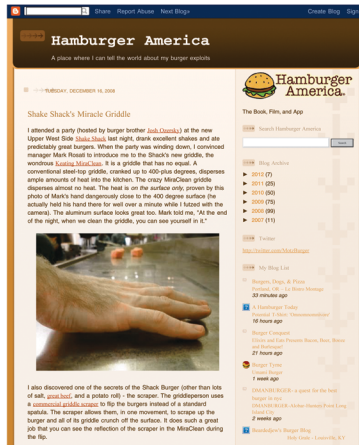 Share Report Abuse Next Blog»
Create Blog Sign
Hamburger America
A place where I can tell the world about my burger exploits
TUESDAY, DECEMBER 16, 2008
Shake Shack's Miracle Griddle
I attended a party (hosted by burger brother Josh Ozersky) at the new
Upper West Side Shake Shack last night, drank excellent shakes and ate
predictably great burgers. When the party was winding down, I convinced
manager Mark Rosati to introduce me to the Shack's new griddle, the
wondrous Keating MiraClean. It is a griddle that has no equal. A
conventional steel-top griddle, cranked up to 400-plus degrees, disperses
ample amounts of heat into the kitchen. The crazy MiraClean griddle
disperses almost no heat. The heat is on the surface only, proven by this
photo of Mark's hand dangerously close to the 400 degree surface (he
actually held his hand there for well over a minute while I futzed with the
camera). The aluminum surface looks great too. Mark told me, "At the end
of the night, when we clean the griddle, you can see yourself in it."
I also discovered one of the secrets of the Shack Burger (other than lots
of salt, great beef, and a potato roll) - the scraper. The griddleperson uses
a commercial griddle scraper to flip the burgers instead of a standard
spatula. The scraper allows them, in one movement, to scrape up the
burger and all of its griddle crunch off the surface. It does such a great
job that you can see the reflection of the scraper in the MiraClean during
the flip.
Hamburger
America.
The Book, Film, and App
Search Hamburger America
Blog Archive
► 2012 (7)
► 2011 (25)
► 2010 (50)
► 2009 (75)
► 2008 (99)
► 2007 (11)
Twitter
My Blog List
Burgers, Dogs, & Pizza
33 minutes ago
A Hamburger Today
16 hours ago
Burger Conquest
21 hours ago
Burger Tyme
1 week ago
OMANBURGER- A quest for the best
burger in nyc
2 weeks ago